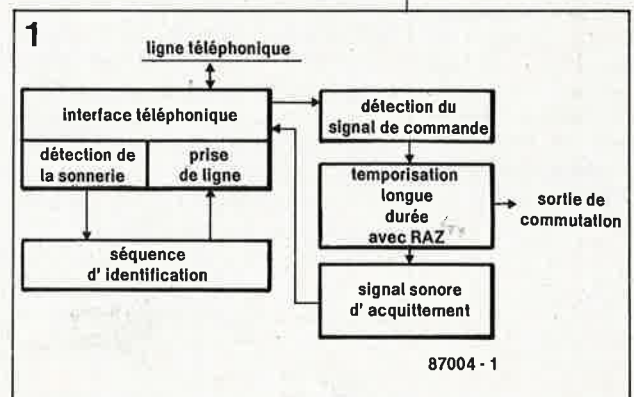 1
ligne téléphonique
interface téléphonique
détection de
la sonnerie
prise
de ligne
séquence
d' identification
détection du
signal de commande
temporisation
longue
durée
avec RAZ
sortie de
commutation
signal sonore
d' acquittement
87004 - 1